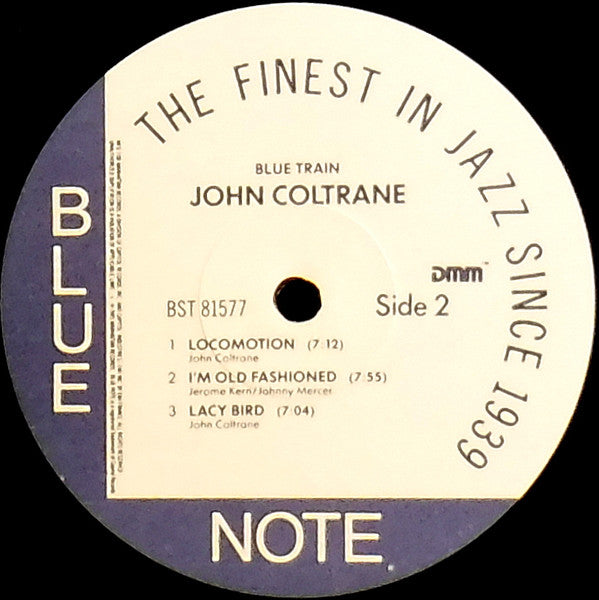 THE FINEST IN JAZZ SINCE 1939
BLUE TRAIN
JOHN COLTRANE
DMM™
BST 81577
Side 2
1 LOCOMOTION (7:12)
John Coltrane
2 I'M OLD FASHIONED (7:55)
Jerome Kern/Johnny Mercer
3 LACY BIRD (7:04)
John Coltrane
BLUE
NOTE